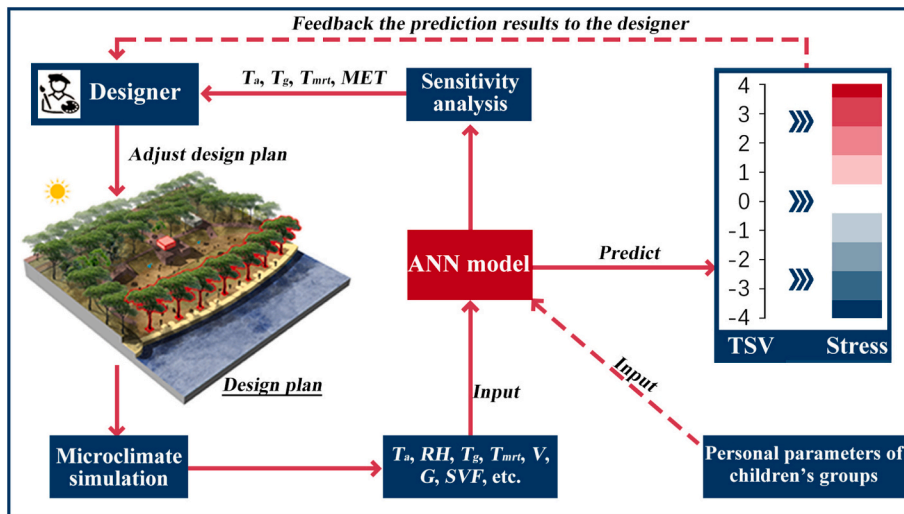 Feedback the prediction results to the designer
Designer
Ta, Tg, Tmrt, MET
Sensitivity
analysis
Adjust design plan
4
3
2
1
0
-1
-2
-3
-4
TSV
Stress
ANN model
Predict
Design plan
Input
Input
Microclimate
simulation
Ta, RH, Tg, Tmrt, V,
G, SVF, etc.
Personal parameters of
children's groups